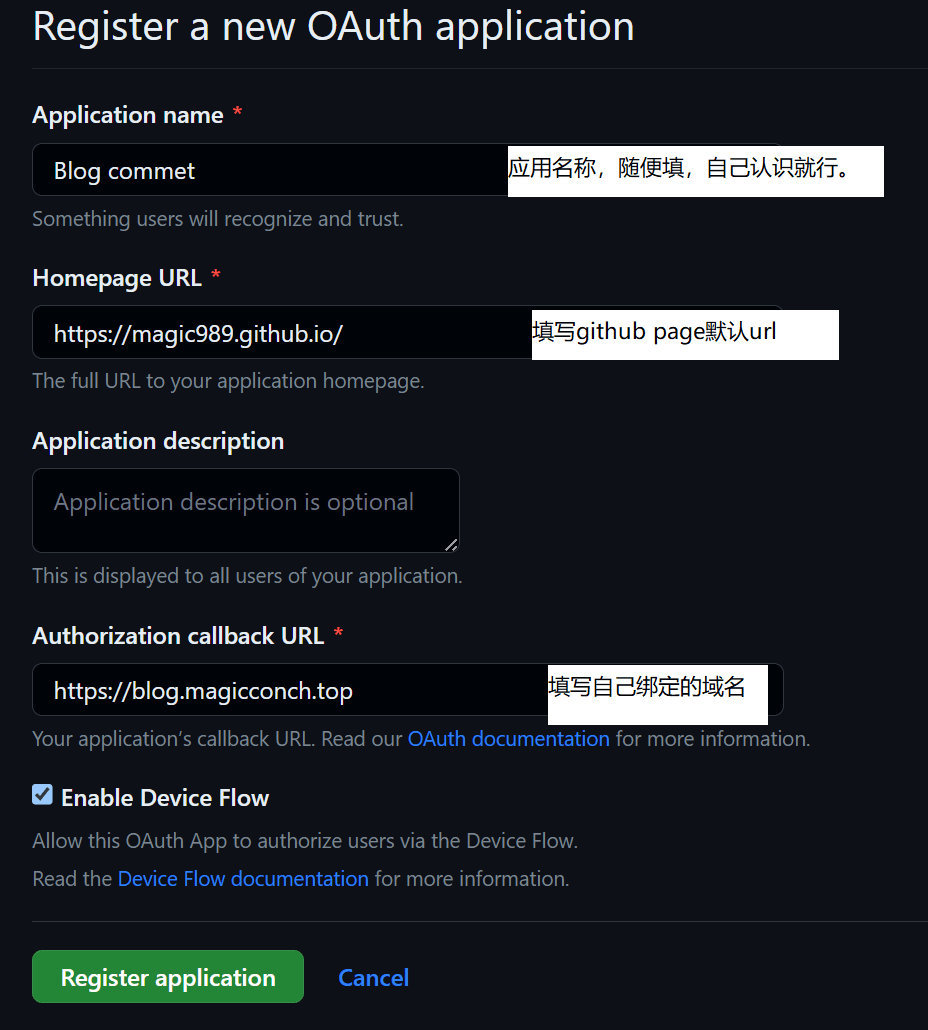 Register a new OAuth application
Application name *
Blog commet
应用名称，随便填，自己认识就行。
Something users will recognize and trust.
Homepage URL *
https://magic989.github.io/
填写github page默认url
The full URL to your application homepage.
Application description
Application description is optional
This is displayed to all users of your application.
Authorization callback URL *
https://blog.magicconch.top
填写自己绑定的域名
Your application’s callback URL. Read our OAuth documentation for more information.
Enable Device Flow
Allow this OAuth App to authorize users via the Device Flow.
Read the Device Flow documentation for more information.
Register application
Cancel